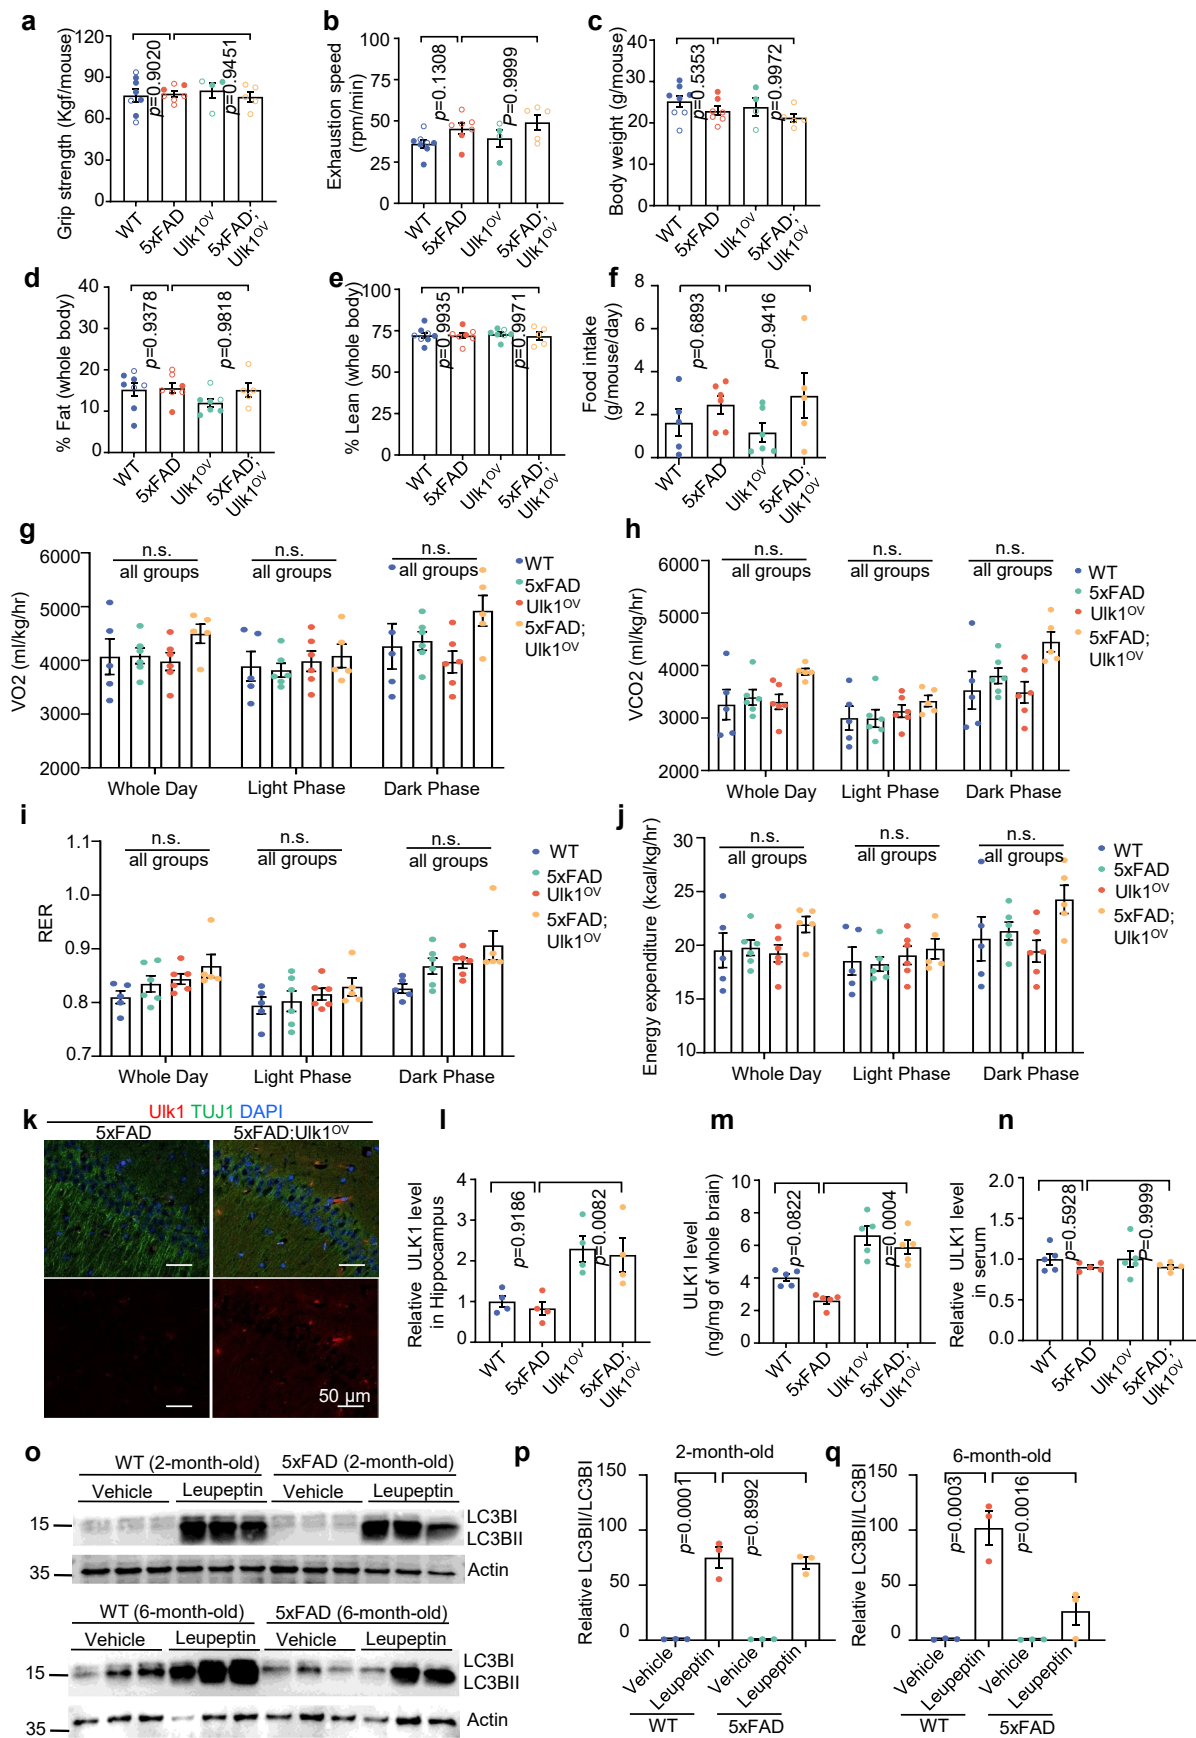 a
Grip strength (Kgf/mouse)
120
90
60
30
0
p=0.9020
p=0.9451
WT
5xFAD
Ulk1OV
5xFAD;
Ulk1OV
b
Exhaustion speed
(rpm/min)
100
75
50
25
0
p=0.1308
P=0.9999
WT
5xFAD
Ulk1OV
5xFAD;
Ulk1OV
c
Body weight (g/mouse)
40
30
20
10
0
p=0.5353
p=0.9972
WT
5xFAD
Ulk1OV
5xFAD;
Ulk1OV
d
% Fat (whole body)
40
30
20
10
0
p=0.9378
p=0.9818
WT
5xFAD
Ulk1OV
5XFAD;
Ulk1OV
e
% Lean (whole body)
100
75
50
25
0
p=0.9935
p=0.9971
WT
5xFAD
Ulk1OV
5xFAD;
Ulk1OV
f
Food intake
(g/mouse/day)
8
6
4
2
0
p=0.6893
p=0.9416
WT
5xFAD
Ulk1OV
5xFAD;
Ulk1OV
g
VO2 (ml/kg/hr)
6000
5000
4000
3000
2000
n.s.
all groups
n.s.
all groups
n.s.
all groups
Whole Day
Light Phase
Dark Phase
WT
5xFAD
Ulk1OV
5xFAD;
Ulk1OV
h
VCO2 (ml/kg/hr)
6000
5000
4000
3000
2000
n.s.
all groups
n.s.
all groups
n.s.
all groups
Whole Day
Light Phase
Dark Phase
WT
5xFAD
Ulk1OV
5xFAD;
Ulk1OV
i
RER
1.1
1.0
0.9
0.8
0.7
n.s.
all groups
n.s.
all groups
n.s.
all groups
Whole Day
Light Phase
Dark Phase
WT
5xFAD
Ulk1OV
5xFAD;
Ulk1OV
j
Energy expenditure (kcal/kg/hr)
30
25
20
15
10
n.s.
all groups
n.s.
all groups
n.s.
all groups
Whole Day
Light Phase
Dark Phase
WT
5xFAD
Ulk1OV
5xFAD;
Ulk1OV
k
Ulk1 TUJ1 DAPI
5xFAD
5xFAD;Ulk1OV
50 µm
l
Relative ULK1 level
in Hippocampus
4
3
2
1
0
p=0.9186
p=0.0082
WT
5xFAD
Ulk1OV
5xFAD;
Ulk1OV
m
ULK1 level
(ng/mg of whole brain)
10
8
6
4
2
0
p=0.0822
p=0.0004
WT
5xFAD
Ulk1OV
5xFAD;
Ulk1OV
n
Relative ULK1 level
in serum
2.0
1.5
1.0
0.5
0.0
p=0.5928
p=0.9999
WT
5xFAD
Ulk1OV
5xFAD;
Ulk1OV
o
WT (2-month-old)
5xFAD (2-month-old)
Vehicle
Leupeptin
Vehicle
Leupeptin
15
LC3BI
LC3BII
35
Actin
WT (6-month-old)
5xFAD (6-month-old)
Vehicle
Leupeptin
Vehicle
Leupeptin
15
LC3BI
LC3BII
35
Actin
p
2-month-old
Relative LC3BII/LC3BI
150
100
50
0
p=0.0001
p=0.8992
Vehicle
Leupeptin
Vehicle
Leupeptin
WT
5xFAD
q
6-month-old
Relative LC3BII/LC3BI
150
100
50
0
p=0.0003
p=0.0016
Vehicle
Leupeptin
Vehicle
Leupeptin
WT
5xFAD